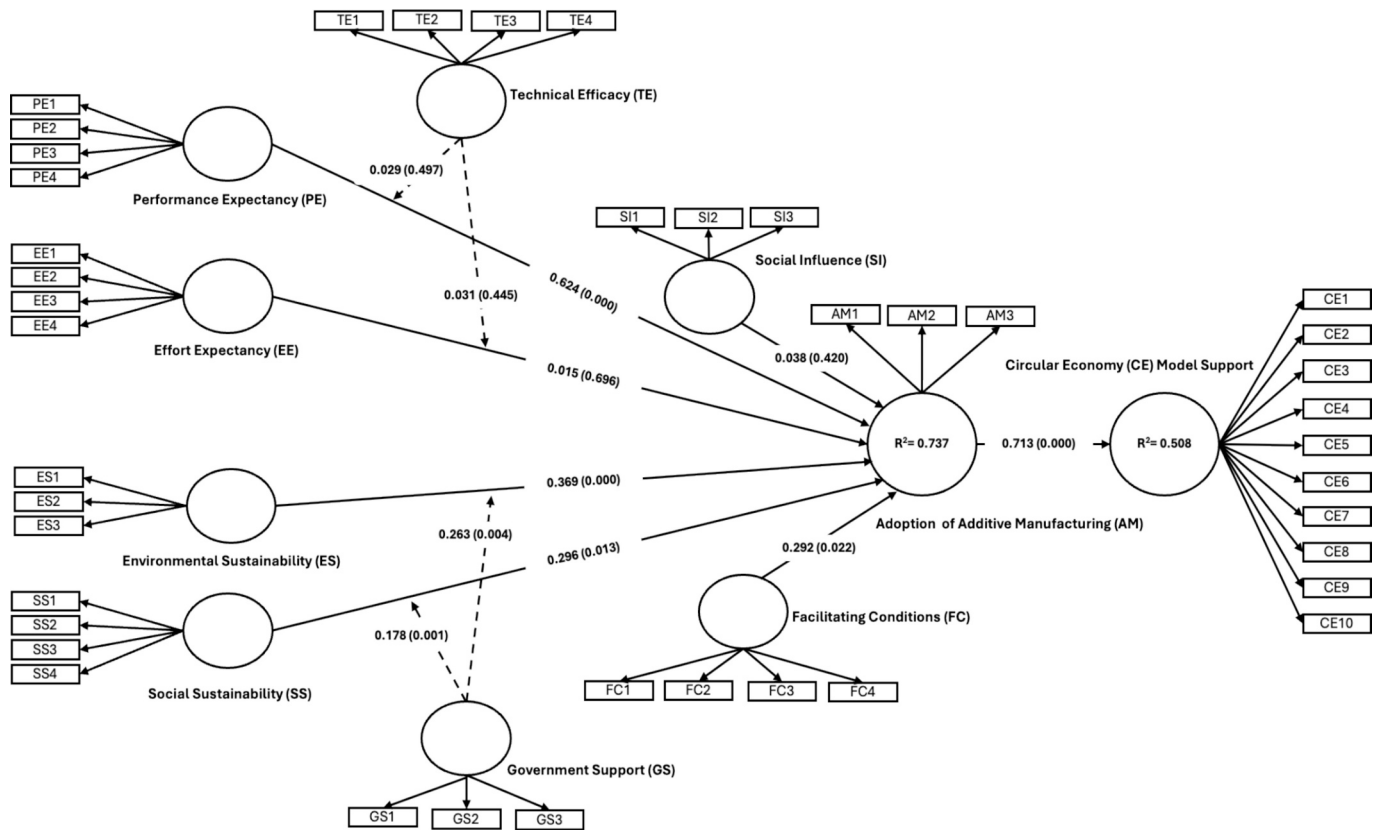 TE1
TE2
TE3
TE4
Technical Efficacy (TE)
PE1
PE2
PE3
PE4
Performance Expectancy (PE)
0.029 (0.497)
EE1
EE2
EE3
EE4
Effort Expectancy (EE)
0.031 (0.445)
0.624 (0.000)
0.015 (0.696)
SI1
SI2
SI3
Social Influence (SI)
0.038 (0.420)
AM1
AM2
AM3
R²= 0.737
Adoption of Additive Manufacturing (AM)
0.713 (0.000)
Circular Economy (CE) Model Support
R²= 0.508
CE1
CE2
CE3
CE4
CE5
CE6
CE7
CE8
CE9
CE10
ES1
ES2
ES3
Environmental Sustainability (ES)
0.369 (0.000)
0.263 (0.004)
0.296 (0.013)
SS1
SS2
SS3
SS4
Social Sustainability (SS)
0.178 (0.001)
0.292 (0.022)
Facilitating Conditions (FC)
FC1
FC2
FC3
FC4
Government Support (GS)
GS1
GS2
GS3